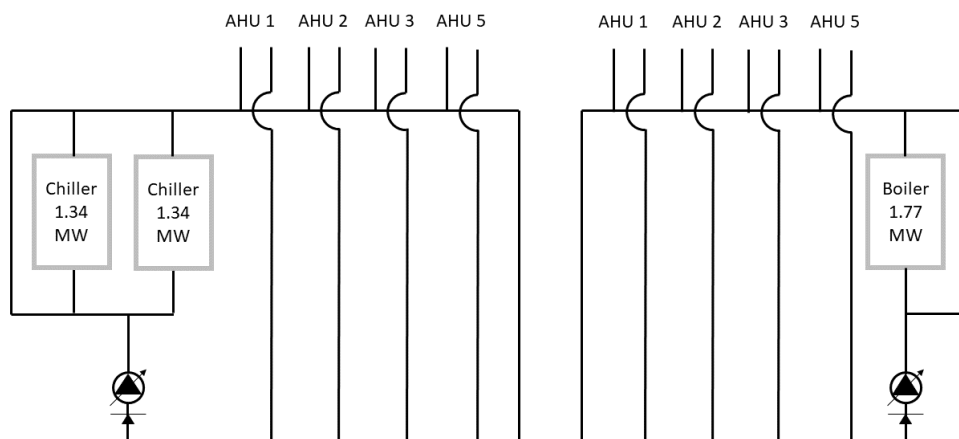 AHU 1 AHU 2 AHU 3 AHU 5
AHU 1 AHU 2 AHU 3 AHU 5
Chiller
1.34
MW
Chiller
1.34
MW
Boiler
1.77
MW